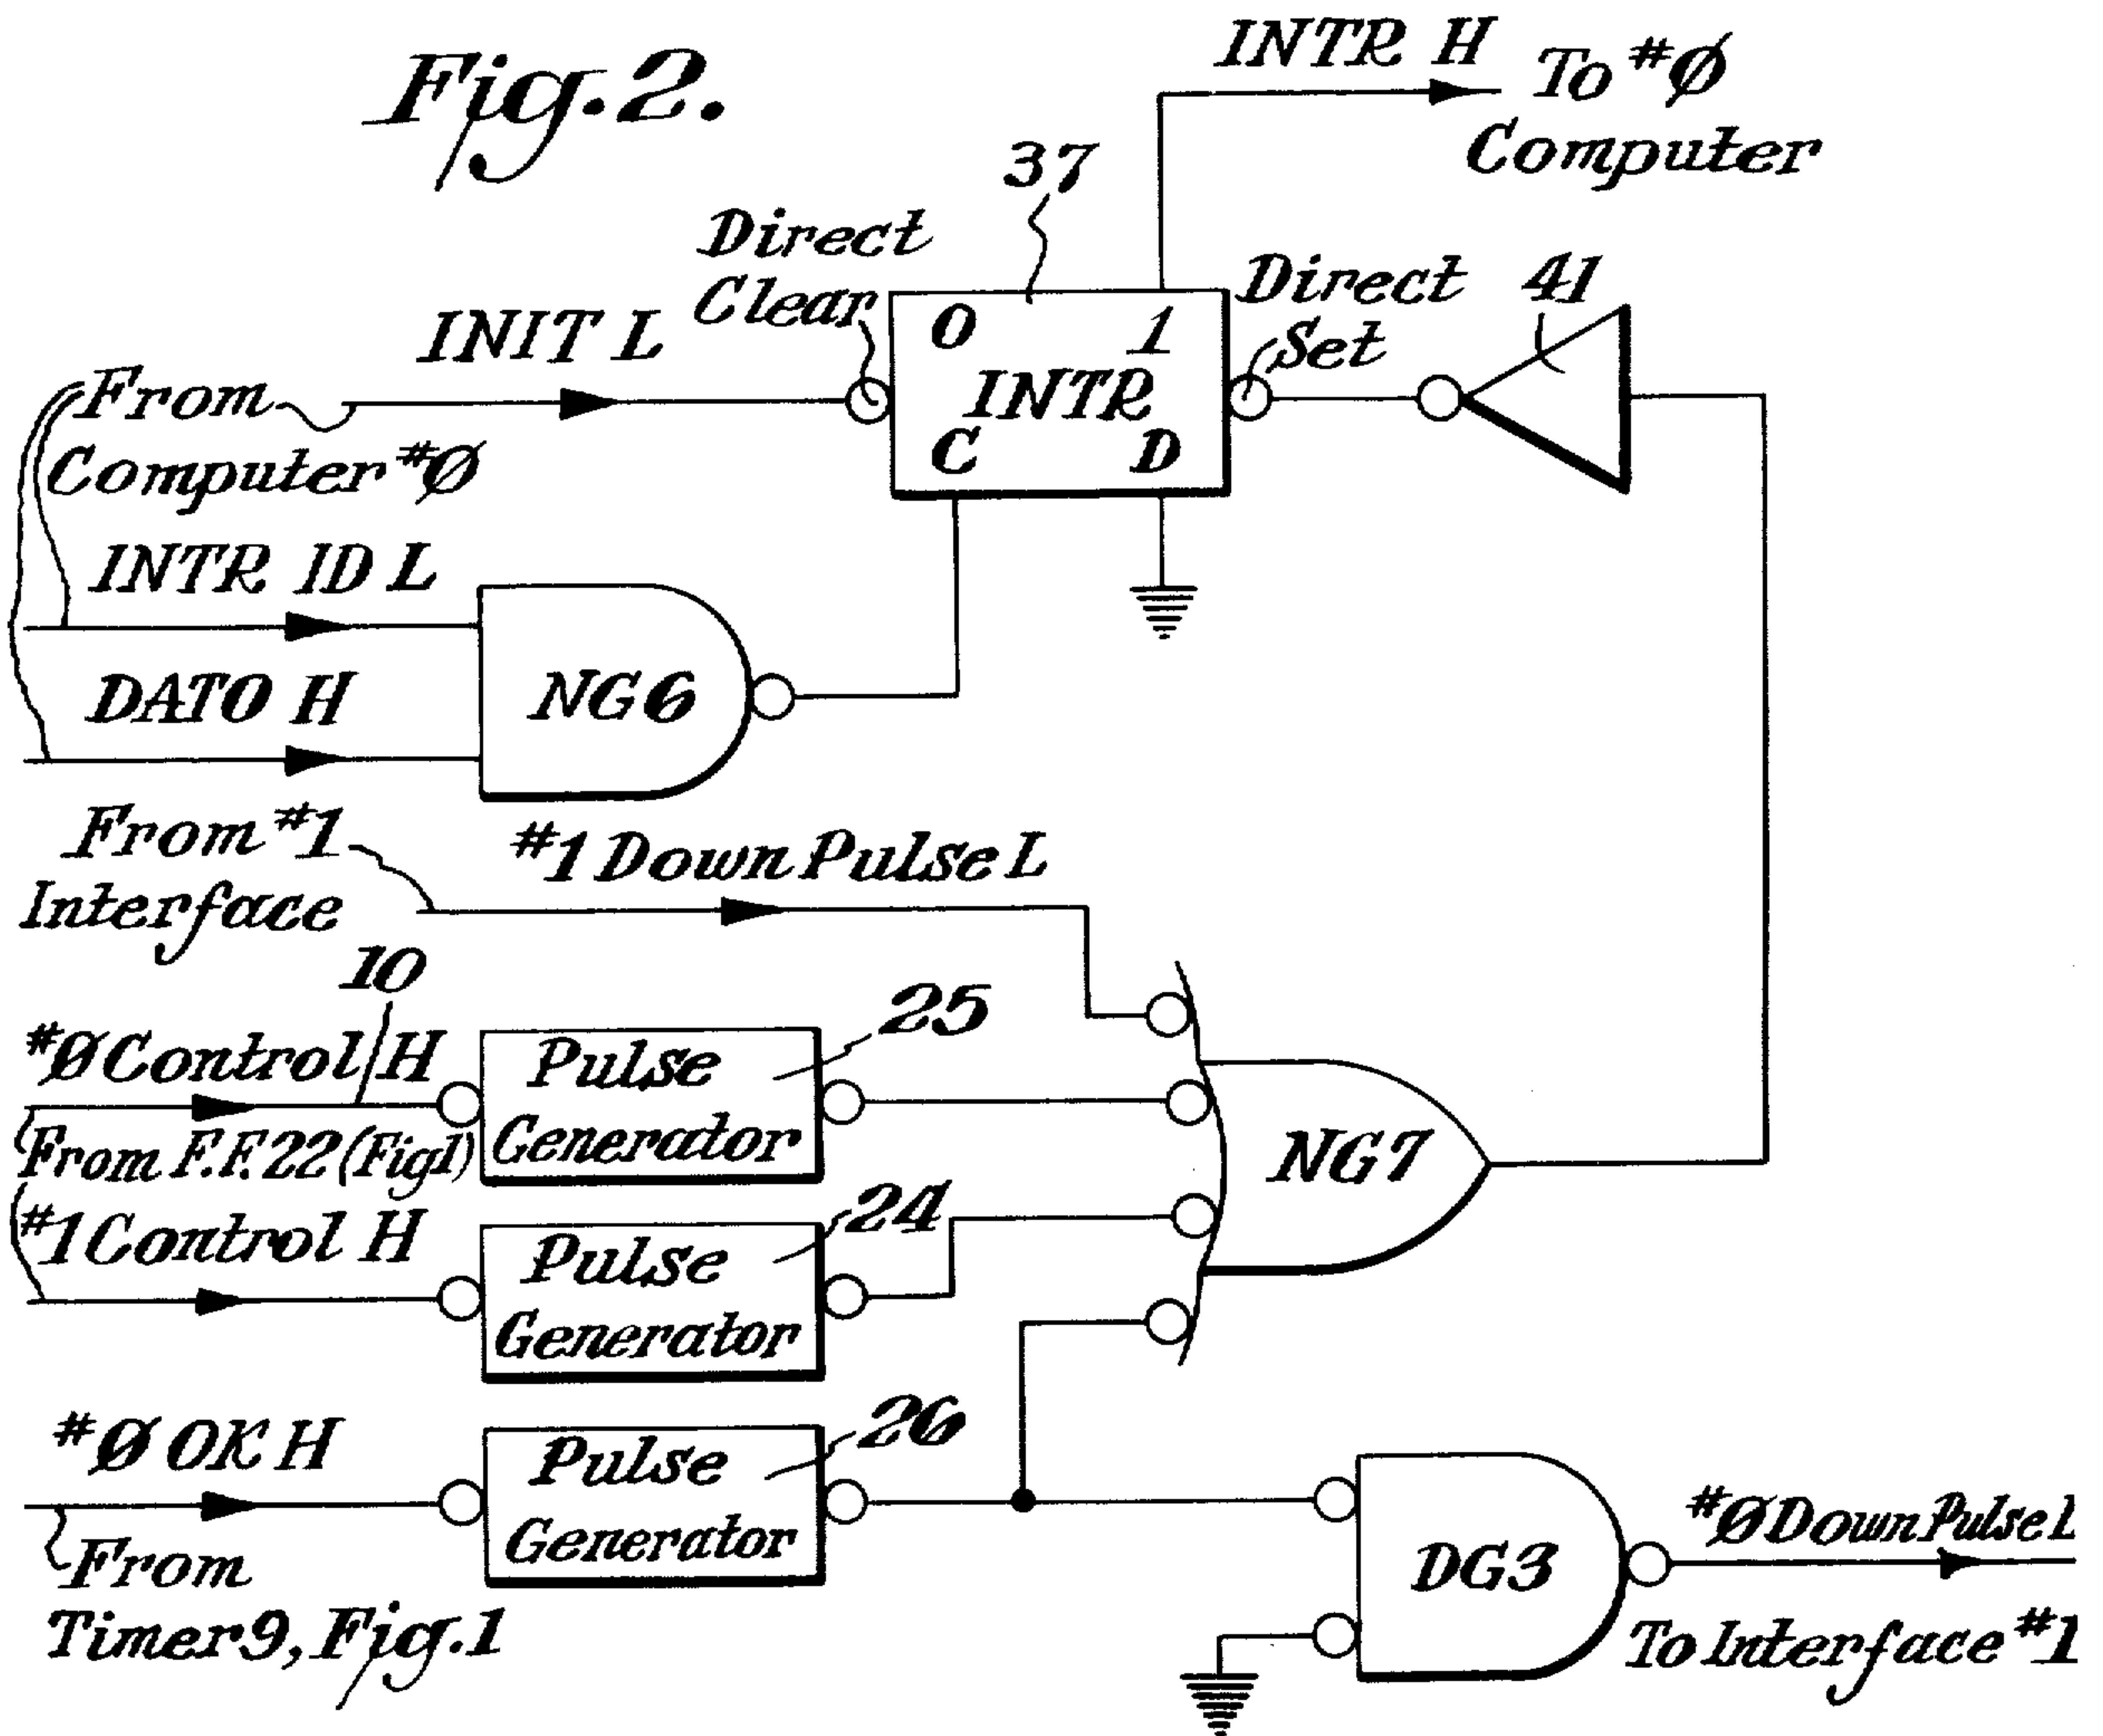 Fig. 2.
INTR H
To #Ø
Computer
37
Direct
Clear
Direct
Set
41
INIT L
0 1
INTR
C D
From
Computer #Ø
INTR ID L
DATO H
NG6
From #1
Interface
#1 Down Pulse L
10
25
#Ø Control H
Pulse
Generator
From F.F. 22 (Fig 1)
NG7
24
#1 Control H
Pulse
Generator
26
#Ø OK H
Pulse
Generator
From
Timer 9, Fig. 1
DG3
#Ø Down Pulse L
To Interface #1